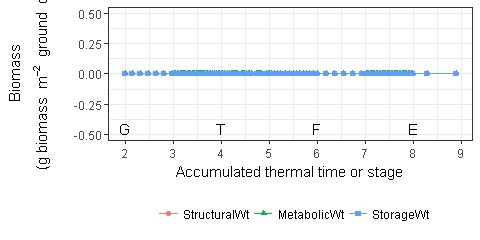 Biomass
(g biomass m⁻² ground
0.50
0.25
0.00
-0.25
-0.50
G T F E
2 3 4 5 6 7 8 9
Accumulated thermal time or stage
StructuralWt MetabolicWt StorageWt